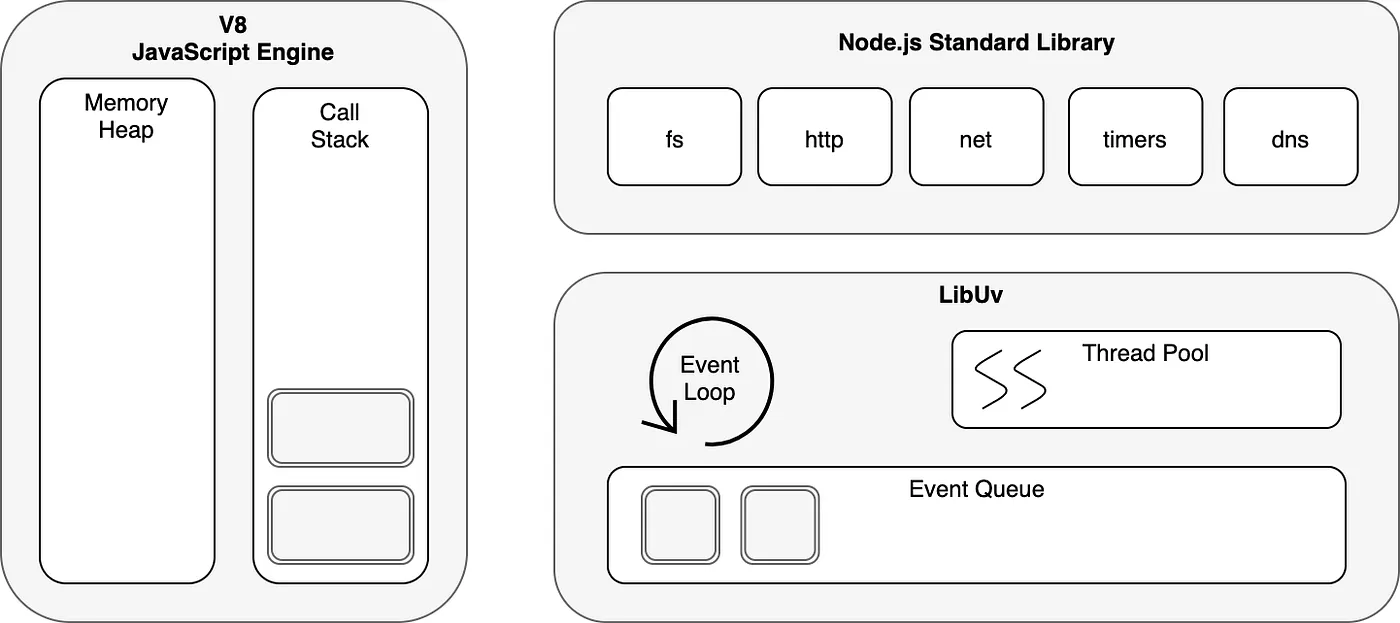 V8
JavaScript Engine
Memory
Heap
Call
Stack
Node.js Standard Library
fs
http
net
timers
dns
LibUv
Event
Loop
Thread Pool
Event Queue